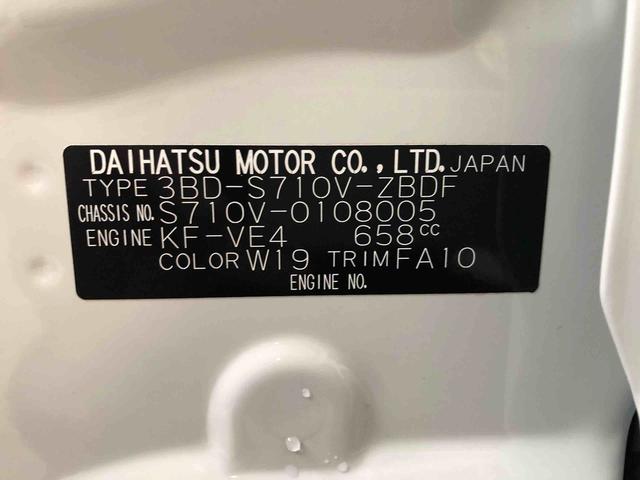 DAIHATSU MOTOR CO.,LTD. JAPAN
TYPE 3BD-S710V-ZBDF
CHASSIS NO. S710V-0108005
ENGINE KF-VE4 658cc
COLOR W19 TRIM FA10
ENGINE NO.